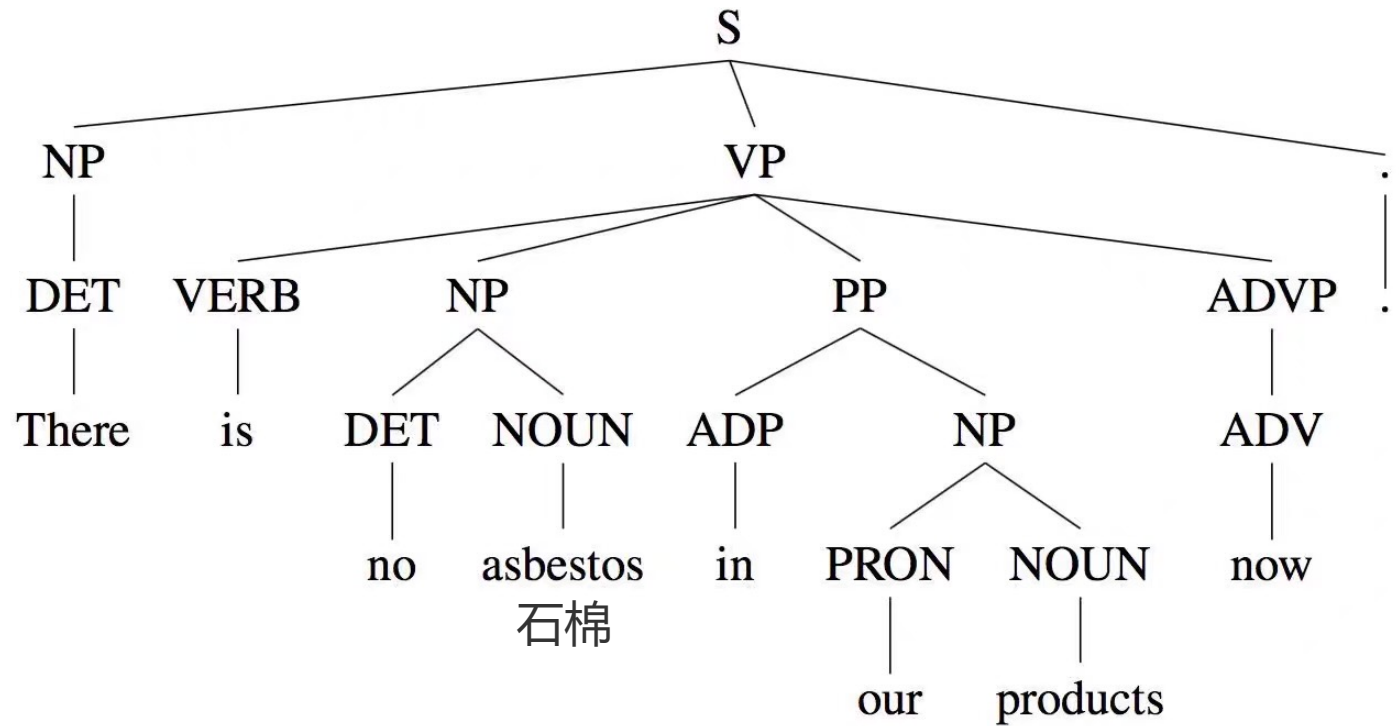 S
NP VP .
DET VERB NP PP ADVP .
There is DET NOUN ADP NP ADV
no asbestos in PRON NOUN now
石棉
our products